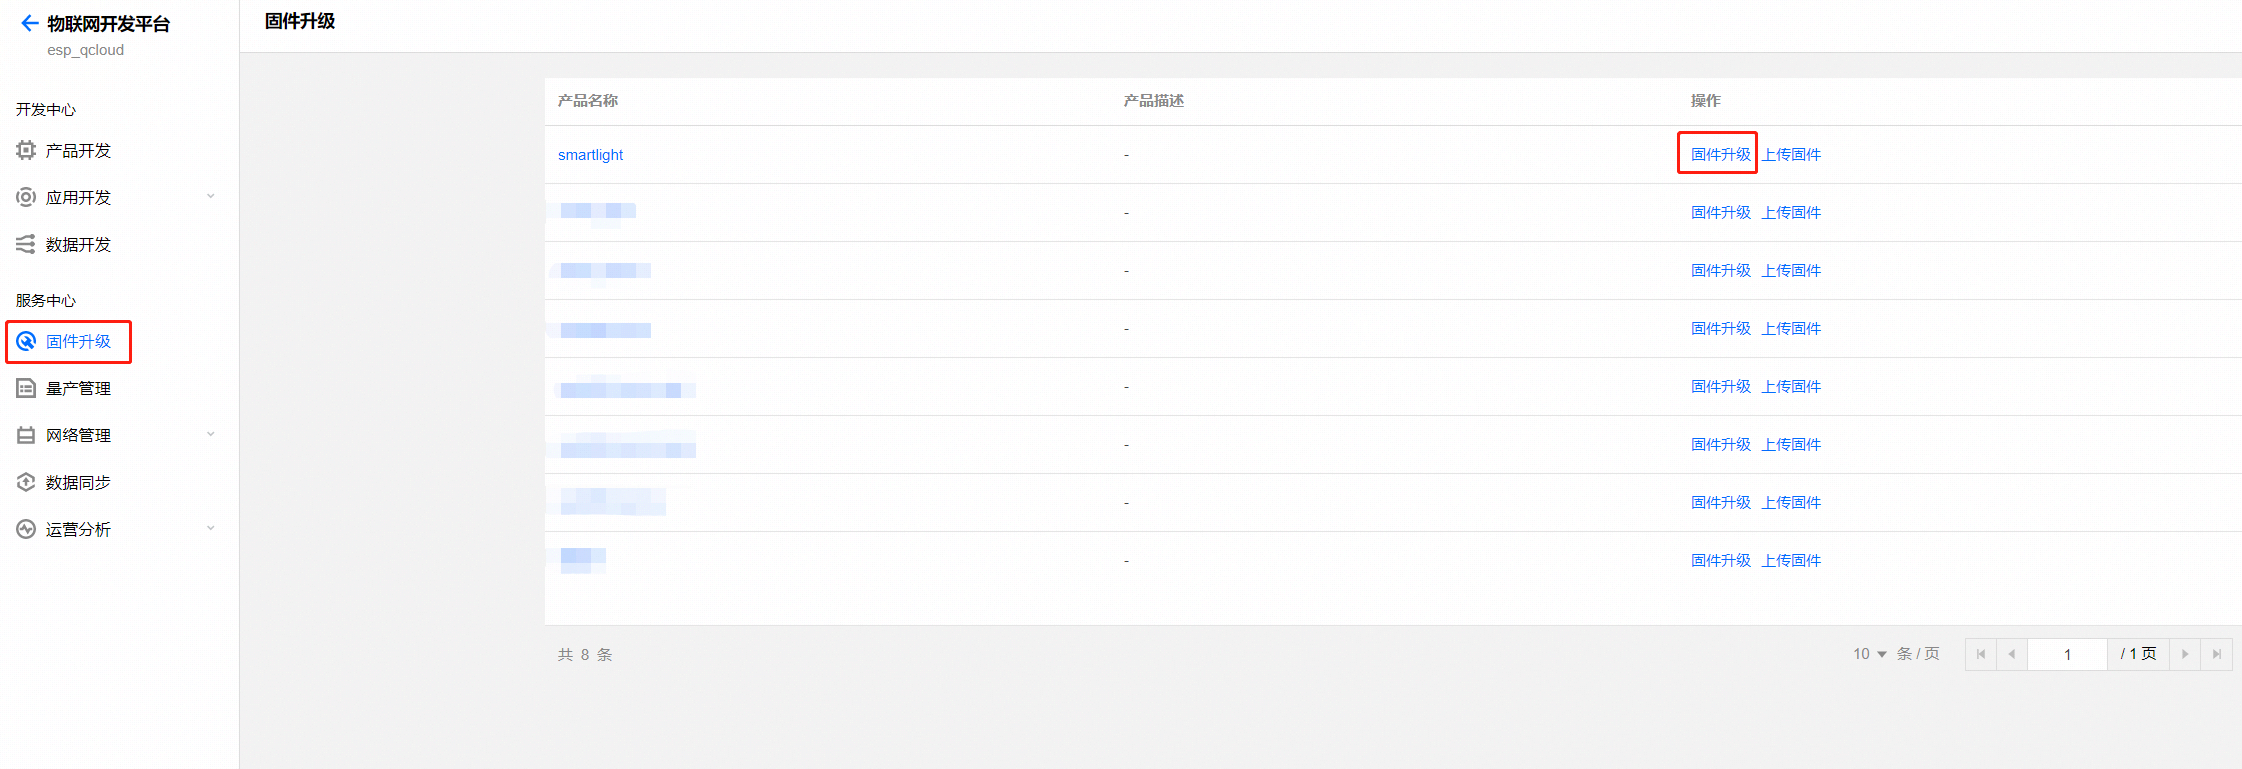 物联网开发平台
esp_qcloud
开发中心
产品开发
应用开发
数据开发
服务中心
固件升级
量产管理
网络管理
数据同步
运营分析
固件升级
产品名称 产品描述 操作
smartlight - 固件升级 上传固件
- 固件升级 上传固件
- 固件升级 上传固件
- 固件升级 上传固件
- 固件升级 上传固件
- 固件升级 上传固件
- 固件升级 上传固件
- 固件升级 上传固件
共 8 条 10 条 / 页 1 / 1 页